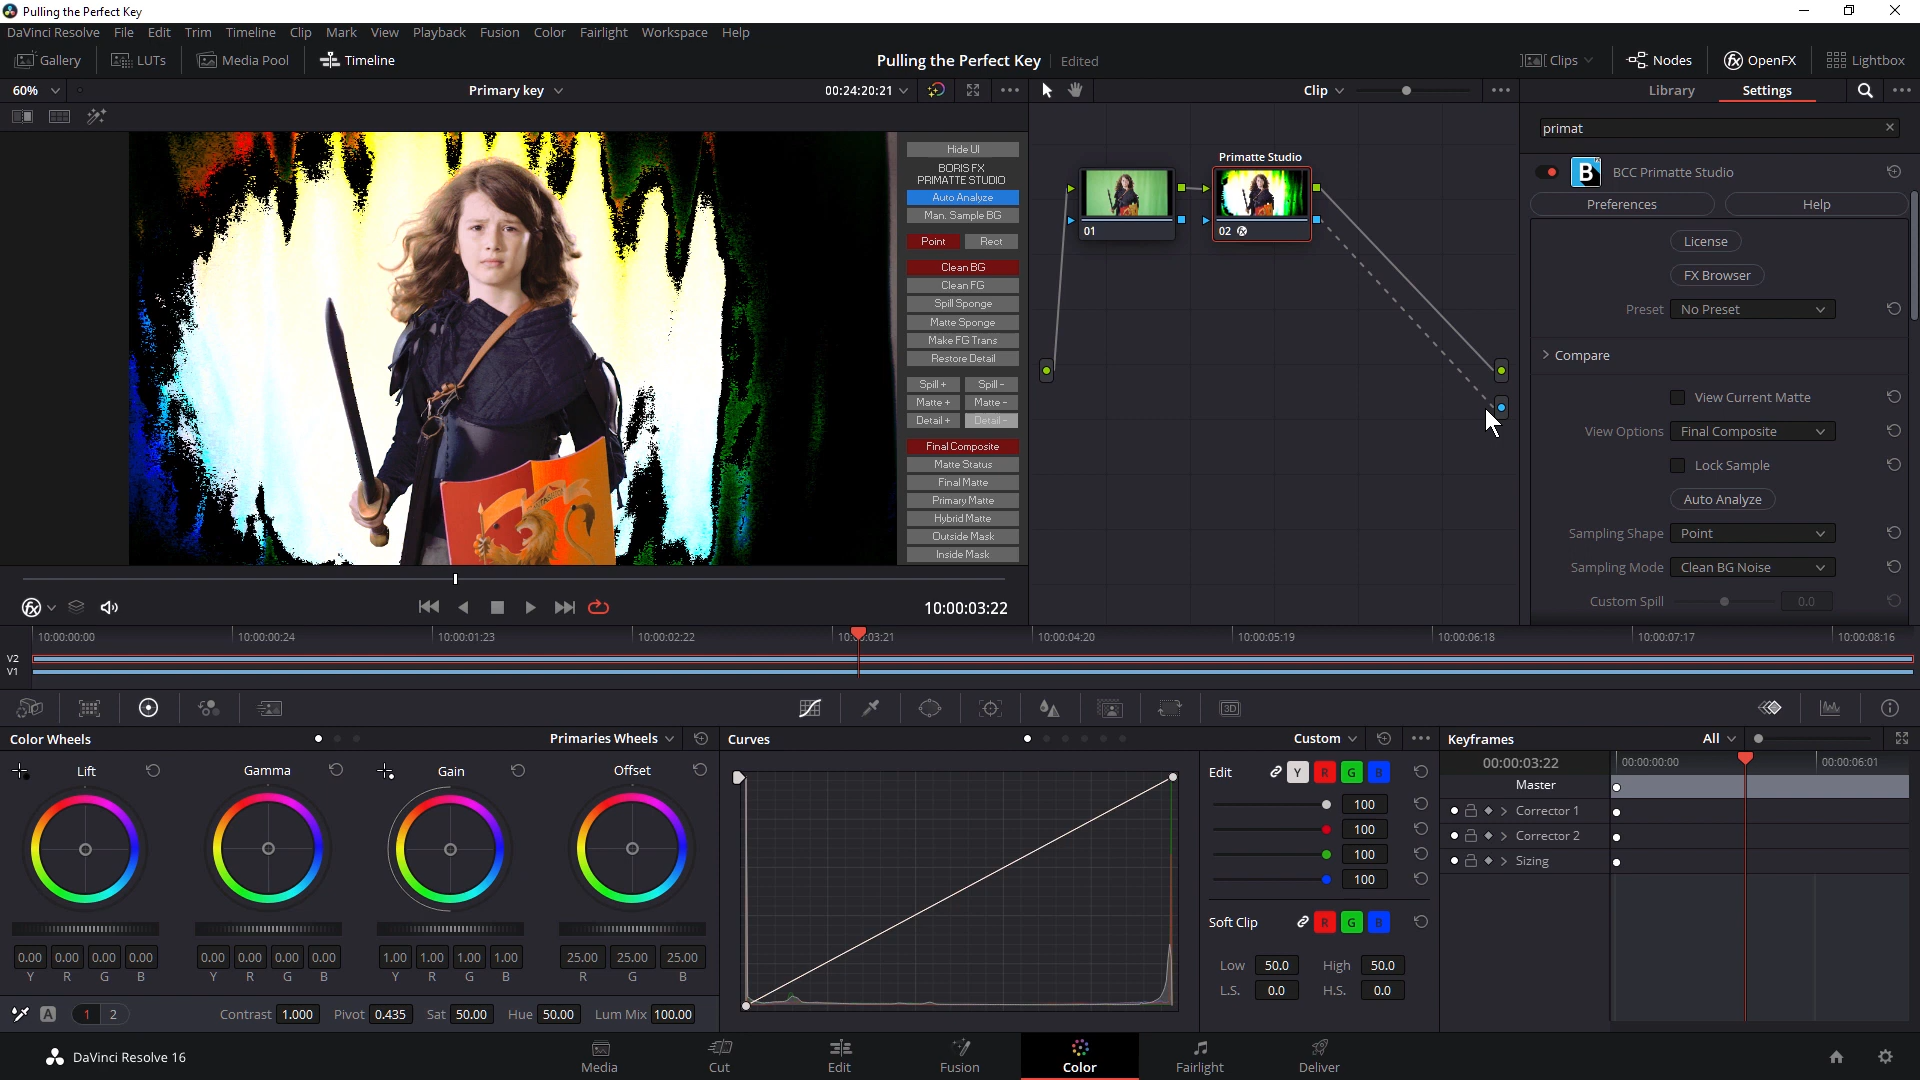 Pulling the Perfect Key
DaVinci Resolve File Edit Trim Timeline Clip Mark View Playback Fusion Color Fairlight Workspace Help
Gallery LUTs Media Pool Timeline Pulling the Perfect Key Edited Clips Nodes OpenFX Lightbox
60% Primary key 00:24:20:21 Clip Library Settings
primat
Hide UI
BORIS FX
PRIMATTE STUDIO
Auto Analyze
Man. Sample BG
Point Rect
Clean BG
Clean FG
Spill Sponge
Matte Sponge
Make FG Trans
Restore Detail
Spill + Spill -
Matte + Matte -
Detail + Detail -
Final Composite
Matte Status
Final Matte
Primary Matte
Hybrid Matte
Outside Mask
Inside Mask
Primatte Studio
01
02
B BCC Primatte Studio
Preferences Help
License
FX Browser
Preset No Preset
Compare
View Current Matte
View Options Final Composite
Lock Sample
Auto Analyze
Sampling Shape Point
Sampling Mode Clean BG Noise
Custom Spill 0.0
10:00:03:22
10:00:00:00 10:00:00:24 10:00:01:23 10:00:02:22 10:00:03:21 10:00:04:20 10:00:05:19 10:00:06:18 10:00:07:17 10:00:08:16
V2
V1
3D
Color Wheels Primaries Wheels
Lift Gamma Gain Offset
0.00 0.00 0.00 0.00 0.00 0.00 0.00 0.00 1.00 1.00 1.00 1.00 25.00 25.00 25.00
Y R G B Y R G B Y R G B R G B
A 1 2 Contrast 1.000 Pivot 0.435 Sat 50.00 Hue 50.00 Lum Mix 100.00
Curves Custom
Edit Y R G B
100
100
100
100
Soft Clip R G B
Low 50.0 High 50.0
L.S. 0.0 H.S. 0.0
Keyframes All
00:00:03:22 00:00:00:00 00:00:06:01
Master
Corrector 1
Corrector 2
Sizing
DaVinci Resolve 16 Media Cut Edit Fusion Color Fairlight Deliver